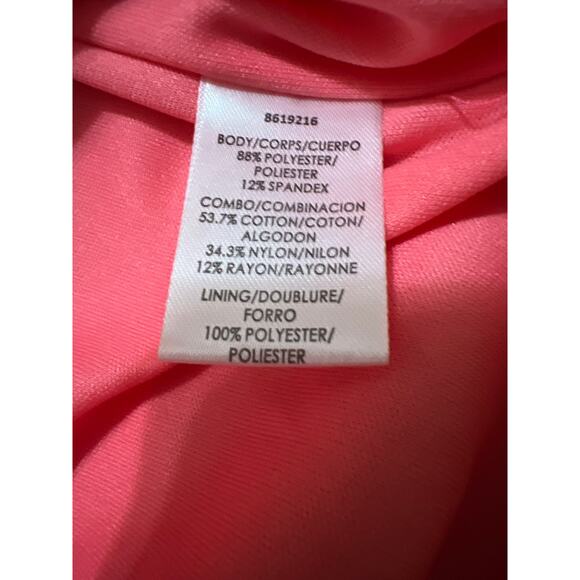 8619216
BODY/CORPS/CUERPO
88% POLYESTER/
POLIESTER
12% SPANDEX
COMBO/COMBINACION
53.7% COTTON/COTON/
ALGODON
34.3% NYLON/NILON
12% RAYON/RAYONNE
LINING/DOUBLURE/
FORRO
100% POLYESTER/
POLIESTER